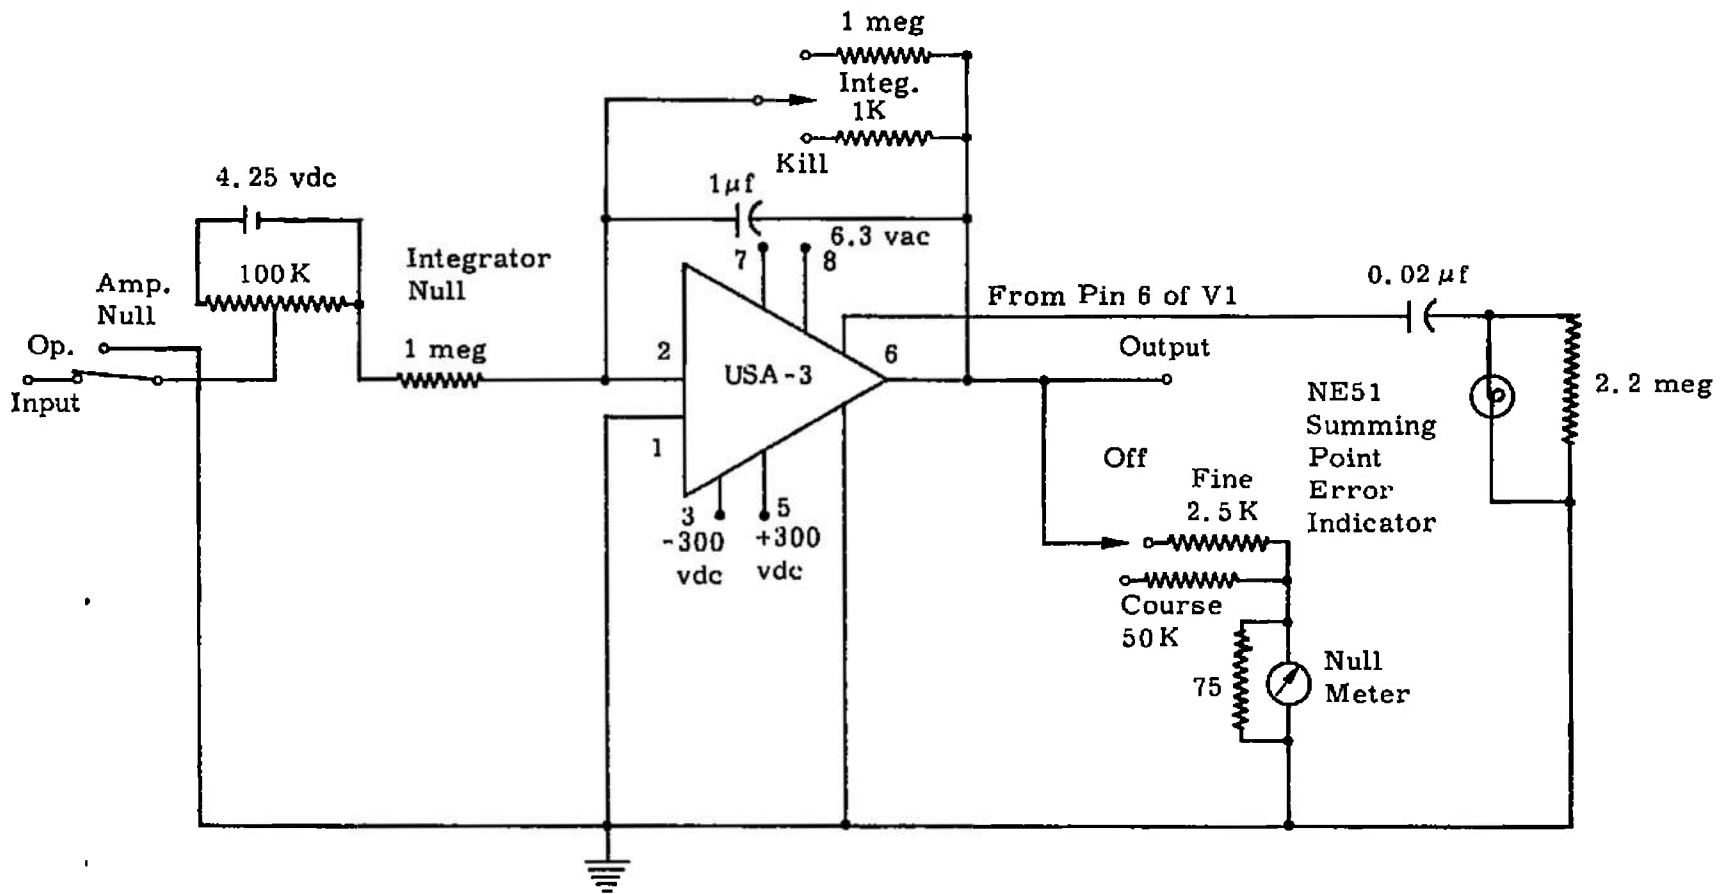 1 meg
Integ.
1K
Kill
4.25 vdc
1µf
6.3 vac
7
8
100K
Integrator
Null
Amp.
Null
Op.
Input
1 meg
2
USA-3
6
1
3
5
-300
vdc
+300
vdc
From Pin 6 of V1
0.02 µf
Output
NE51
Summing
Point
Error
Indicator
2.2 meg
Off
Fine
2.5K
Course
50K
75
Null
Meter